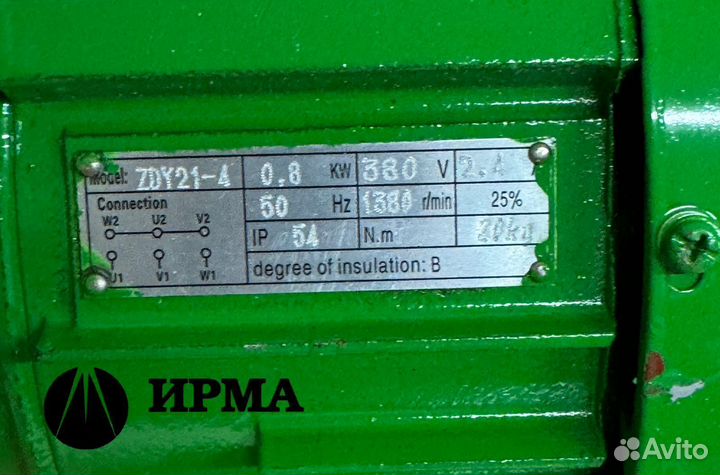 Model: ZDY21-4 0.8 KW 380 V 2.4
Connection 50 Hz 1380 r/min 25%
W2 U2 V2
IP 54 N.m 20kg
U1 V1 W1
degree of insulation: B
ИРМА
Avito